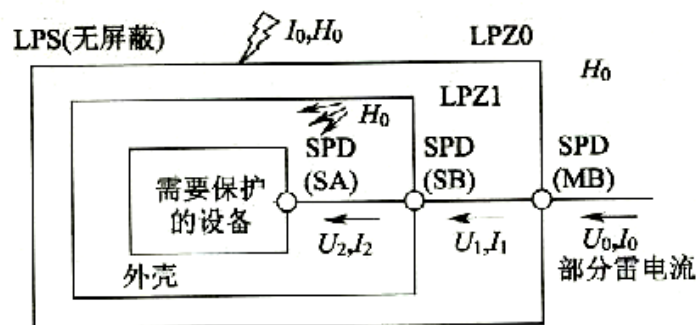 LPS(无屏蔽)
I₀,H₀
LPZ0
H₀
LPZ1
H₀
SPD
(SA)
SPD
(SB)
SPD
(MB)
需要保护
的设备
U₂,I₂
U₁,I₁
U₀,I₀
外壳
部分雷电流